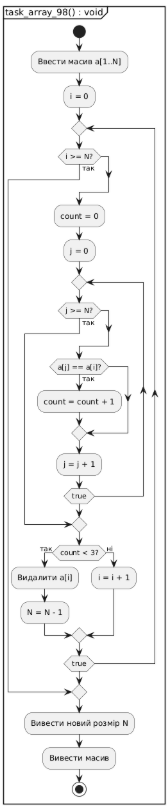 task_array_98() : void
Ввести масив a[1..N]
i = 0
i >= N?
так
count = 0
j = 0
j >= N?
так
a[j] == a[i]?
так
count = count + 1
j = j + 1
true
так
count < 3?
ні
Видалити a[i]
i = i + 1
N = N - 1
true
Вивести новий розмір N
Вивести масив